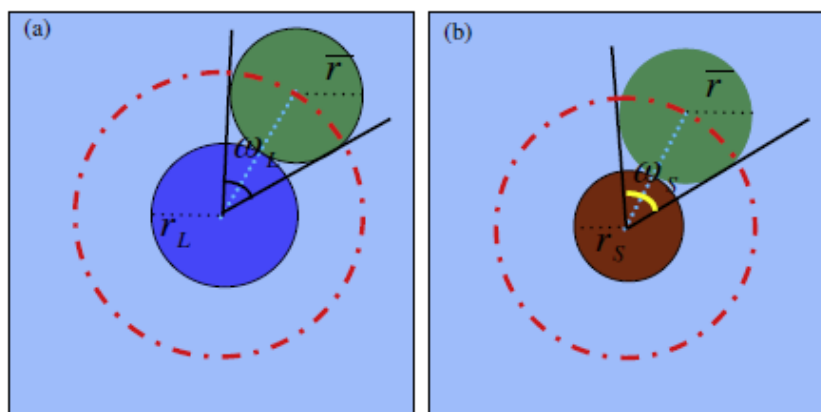 (a)
r̅
ω_L
r_L
(b)
r̅
ω_S
r_S